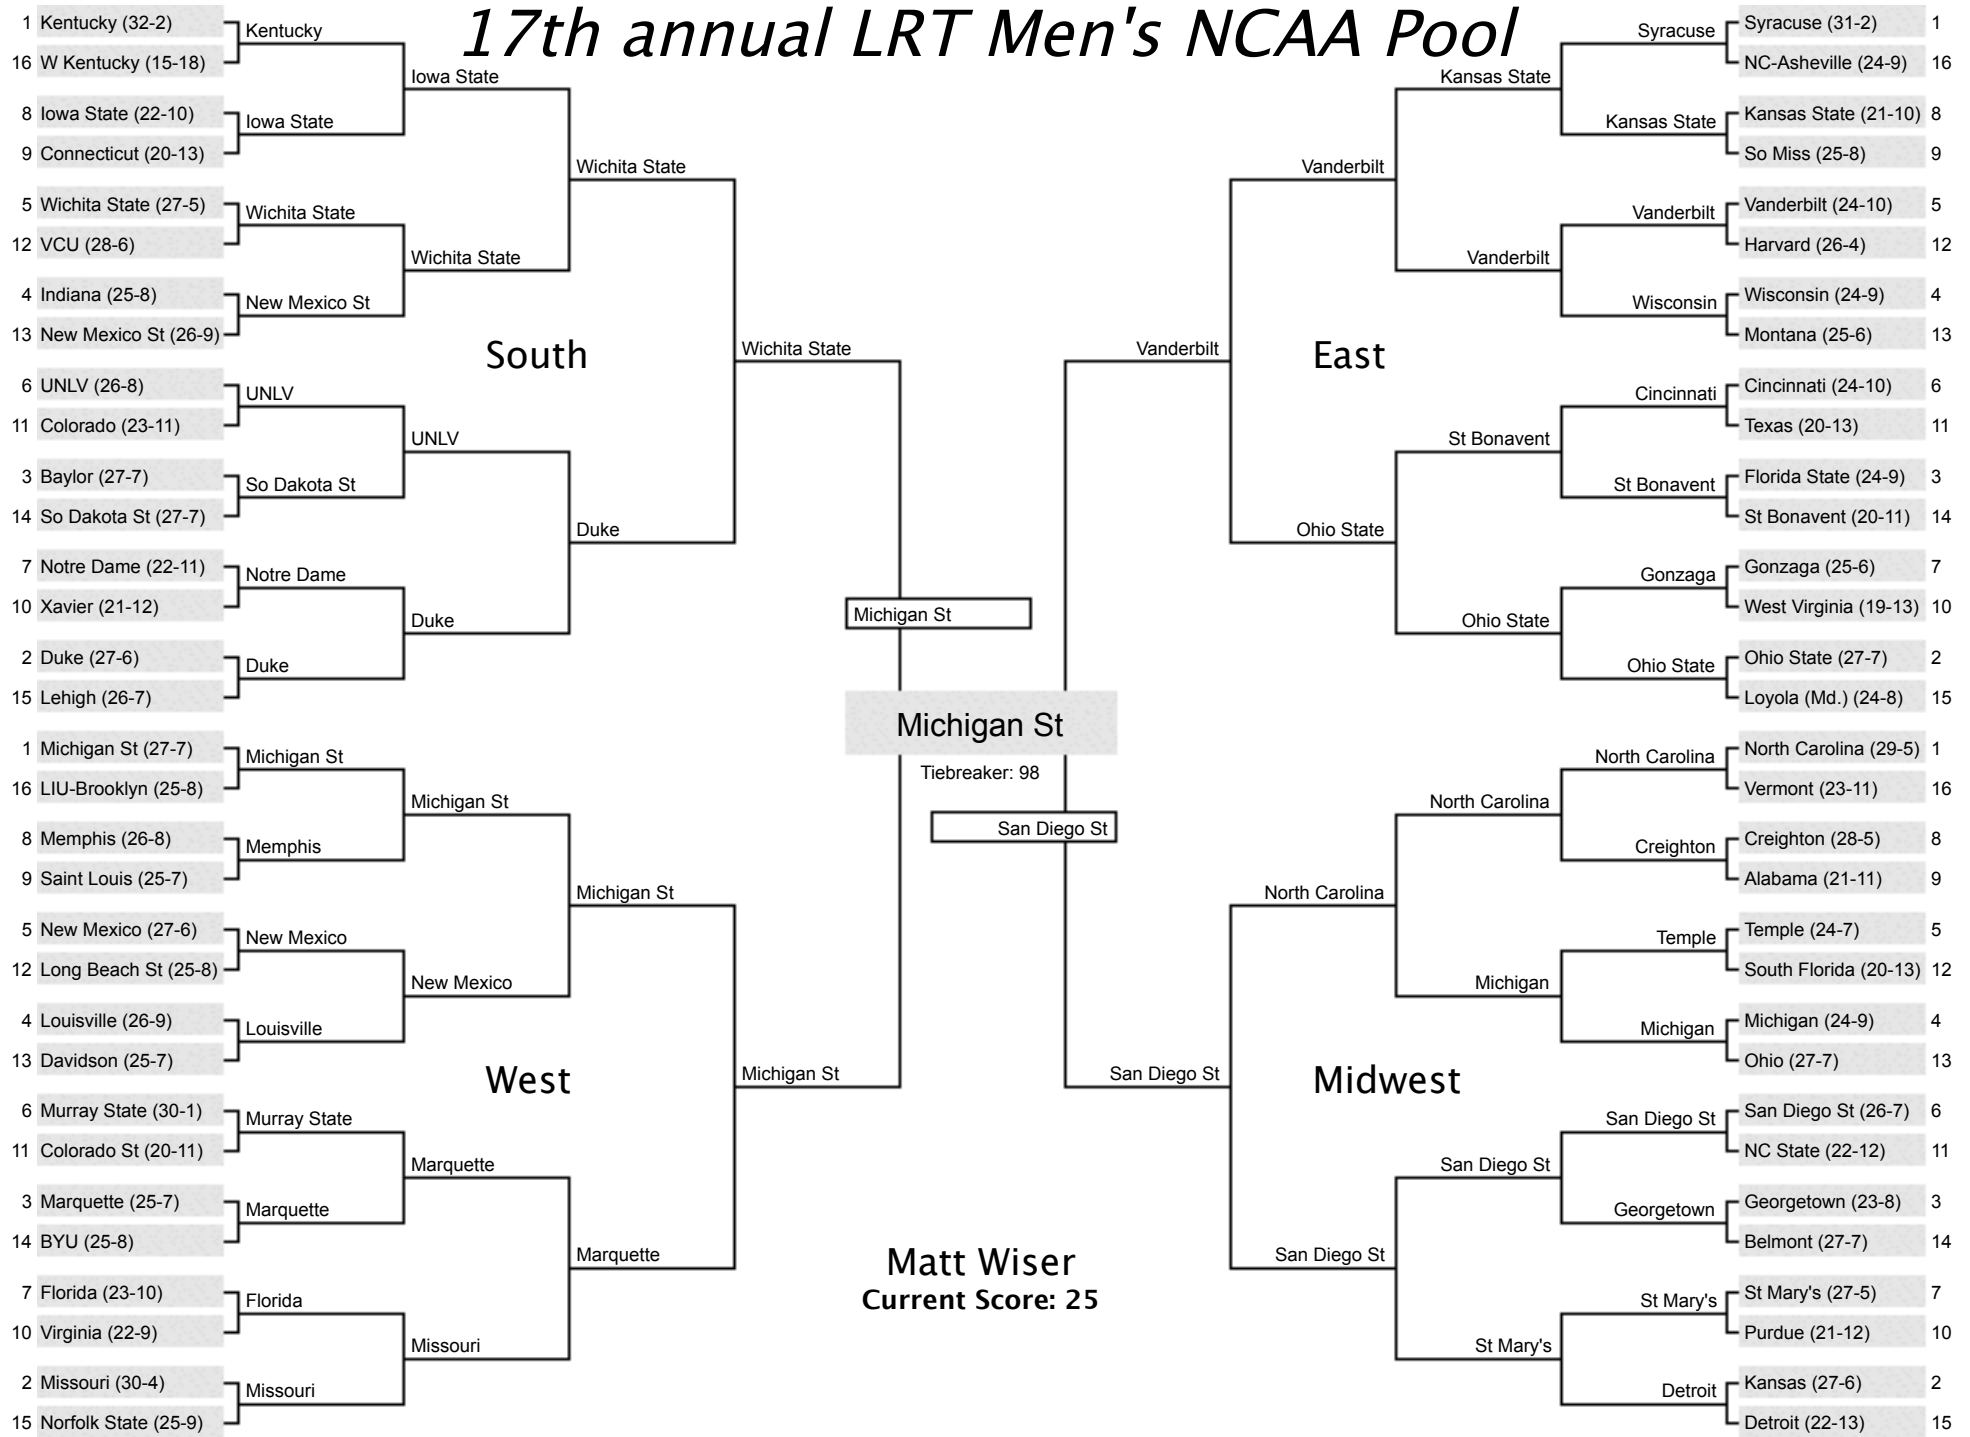 17th annual LRT Men's NCAA Pool
1 Kentucky (32-2)
16 W Kentucky (15-18)
8 Iowa State (22-10)
9 Connecticut (20-13)
5 Wichita State (27-5)
12 VCU (28-6)
4 Indiana (25-8)
13 New Mexico St (26-9)
6 UNLV (26-8)
11 Colorado (23-11)
3 Baylor (27-7)
14 So Dakota St (27-7)
7 Notre Dame (22-11)
10 Xavier (21-12)
2 Duke (27-6)
15 Lehigh (26-7)
Kentucky
Iowa State
Wichita State
New Mexico St
UNLV
So Dakota St
Notre Dame
Duke
Iowa State
Wichita State
UNLV
Duke
Wichita State
Duke
Wichita State
South
1 Michigan St (27-7)
16 LIU-Brooklyn (25-8)
8 Memphis (26-8)
9 Saint Louis (25-7)
5 New Mexico (27-6)
12 Long Beach St (25-8)
4 Louisville (26-9)
13 Davidson (25-7)
6 Murray State (30-1)
11 Colorado St (20-11)
3 Marquette (25-7)
14 BYU (25-8)
7 Florida (23-10)
10 Virginia (22-9)
2 Missouri (30-4)
15 Norfolk State (25-9)
Michigan St
Memphis
New Mexico
Louisville
Murray State
Marquette
Florida
Missouri
Michigan St
New Mexico
Marquette
Missouri
Michigan St
Marquette
Michigan St
West
Michigan St
Michigan St
Tiebreaker: 98
San Diego St
Matt Wiser
Current Score: 25
Syracuse (31-2) 1
NC-Asheville (24-9) 16
Kansas State (21-10) 8
So Miss (25-8) 9
Vanderbilt (24-10) 5
Harvard (26-4) 12
Wisconsin (24-9) 4
Montana (25-6) 13
Cincinnati (24-10) 6
Texas (20-13) 11
Florida State (24-9) 3
St Bonavent (20-11) 14
Gonzaga (25-6) 7
West Virginia (19-13) 10
Ohio State (27-7) 2
Loyola (Md.) (24-8) 15
Syracuse
Kansas State
Vanderbilt
Wisconsin
Cincinnati
St Bonavent
Gonzaga
Ohio State
Kansas State
Vanderbilt
St Bonavent
Ohio State
Vanderbilt
Ohio State
Vanderbilt
East
North Carolina (29-5) 1
Vermont (23-11) 16
Creighton (28-5) 8
Alabama (21-11) 9
Temple (24-7) 5
South Florida (20-13) 12
Michigan (24-9) 4
Ohio (27-7) 13
San Diego St (26-7) 6
NC State (22-12) 11
Georgetown (23-8) 3
Belmont (27-7) 14
St Mary's (27-5) 7
Purdue (21-12) 10
Kansas (27-6) 2
Detroit (22-13) 15
North Carolina
Creighton
Temple
Michigan
San Diego St
Georgetown
St Mary's
Detroit
North Carolina
Michigan
San Diego St
St Mary's
North Carolina
San Diego St
San Diego St
Midwest